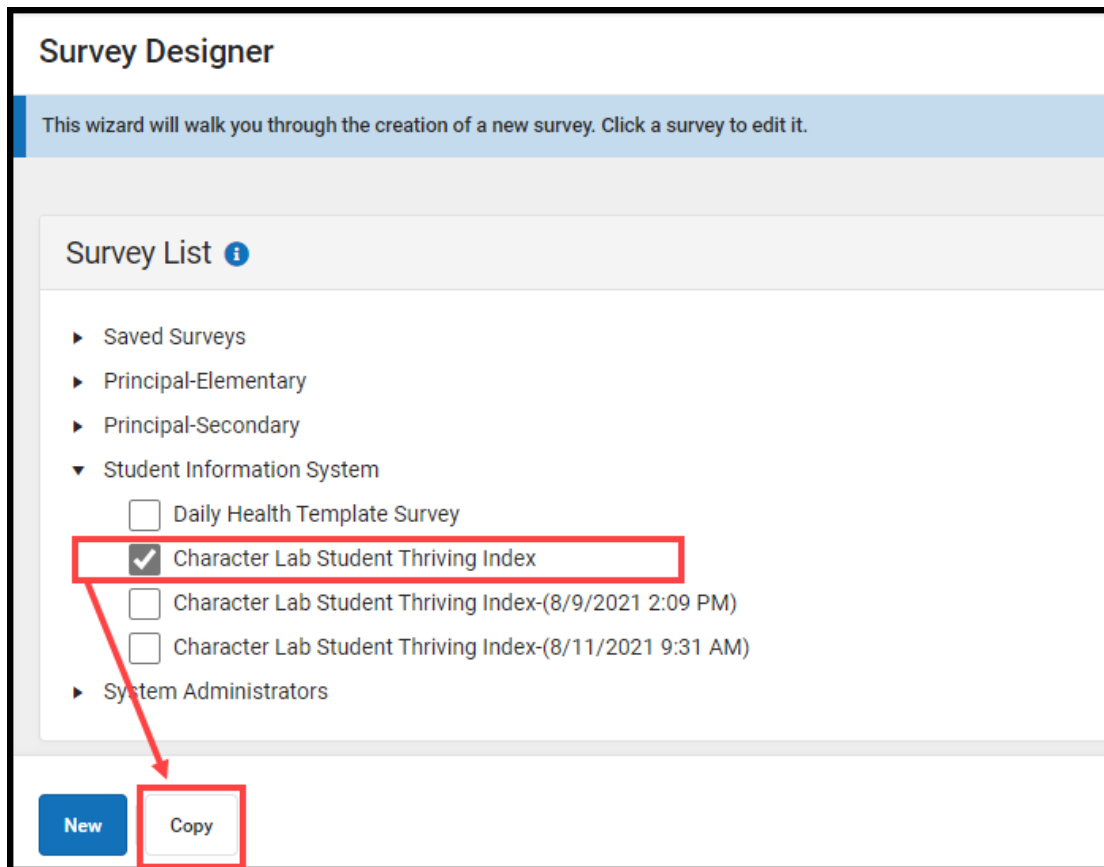 Survey Designer
This wizard will walk you through the creation of a new survey. Click a survey to edit it.
Survey List
Saved Surveys
Principal-Elementary
Principal-Secondary
Student Information System
Daily Health Template Survey
Character Lab Student Thriving Index
Character Lab Student Thriving Index-(8/9/2021 2:09 PM)
Character Lab Student Thriving Index-(8/11/2021 9:31 AM)
System Administrators
New Copy